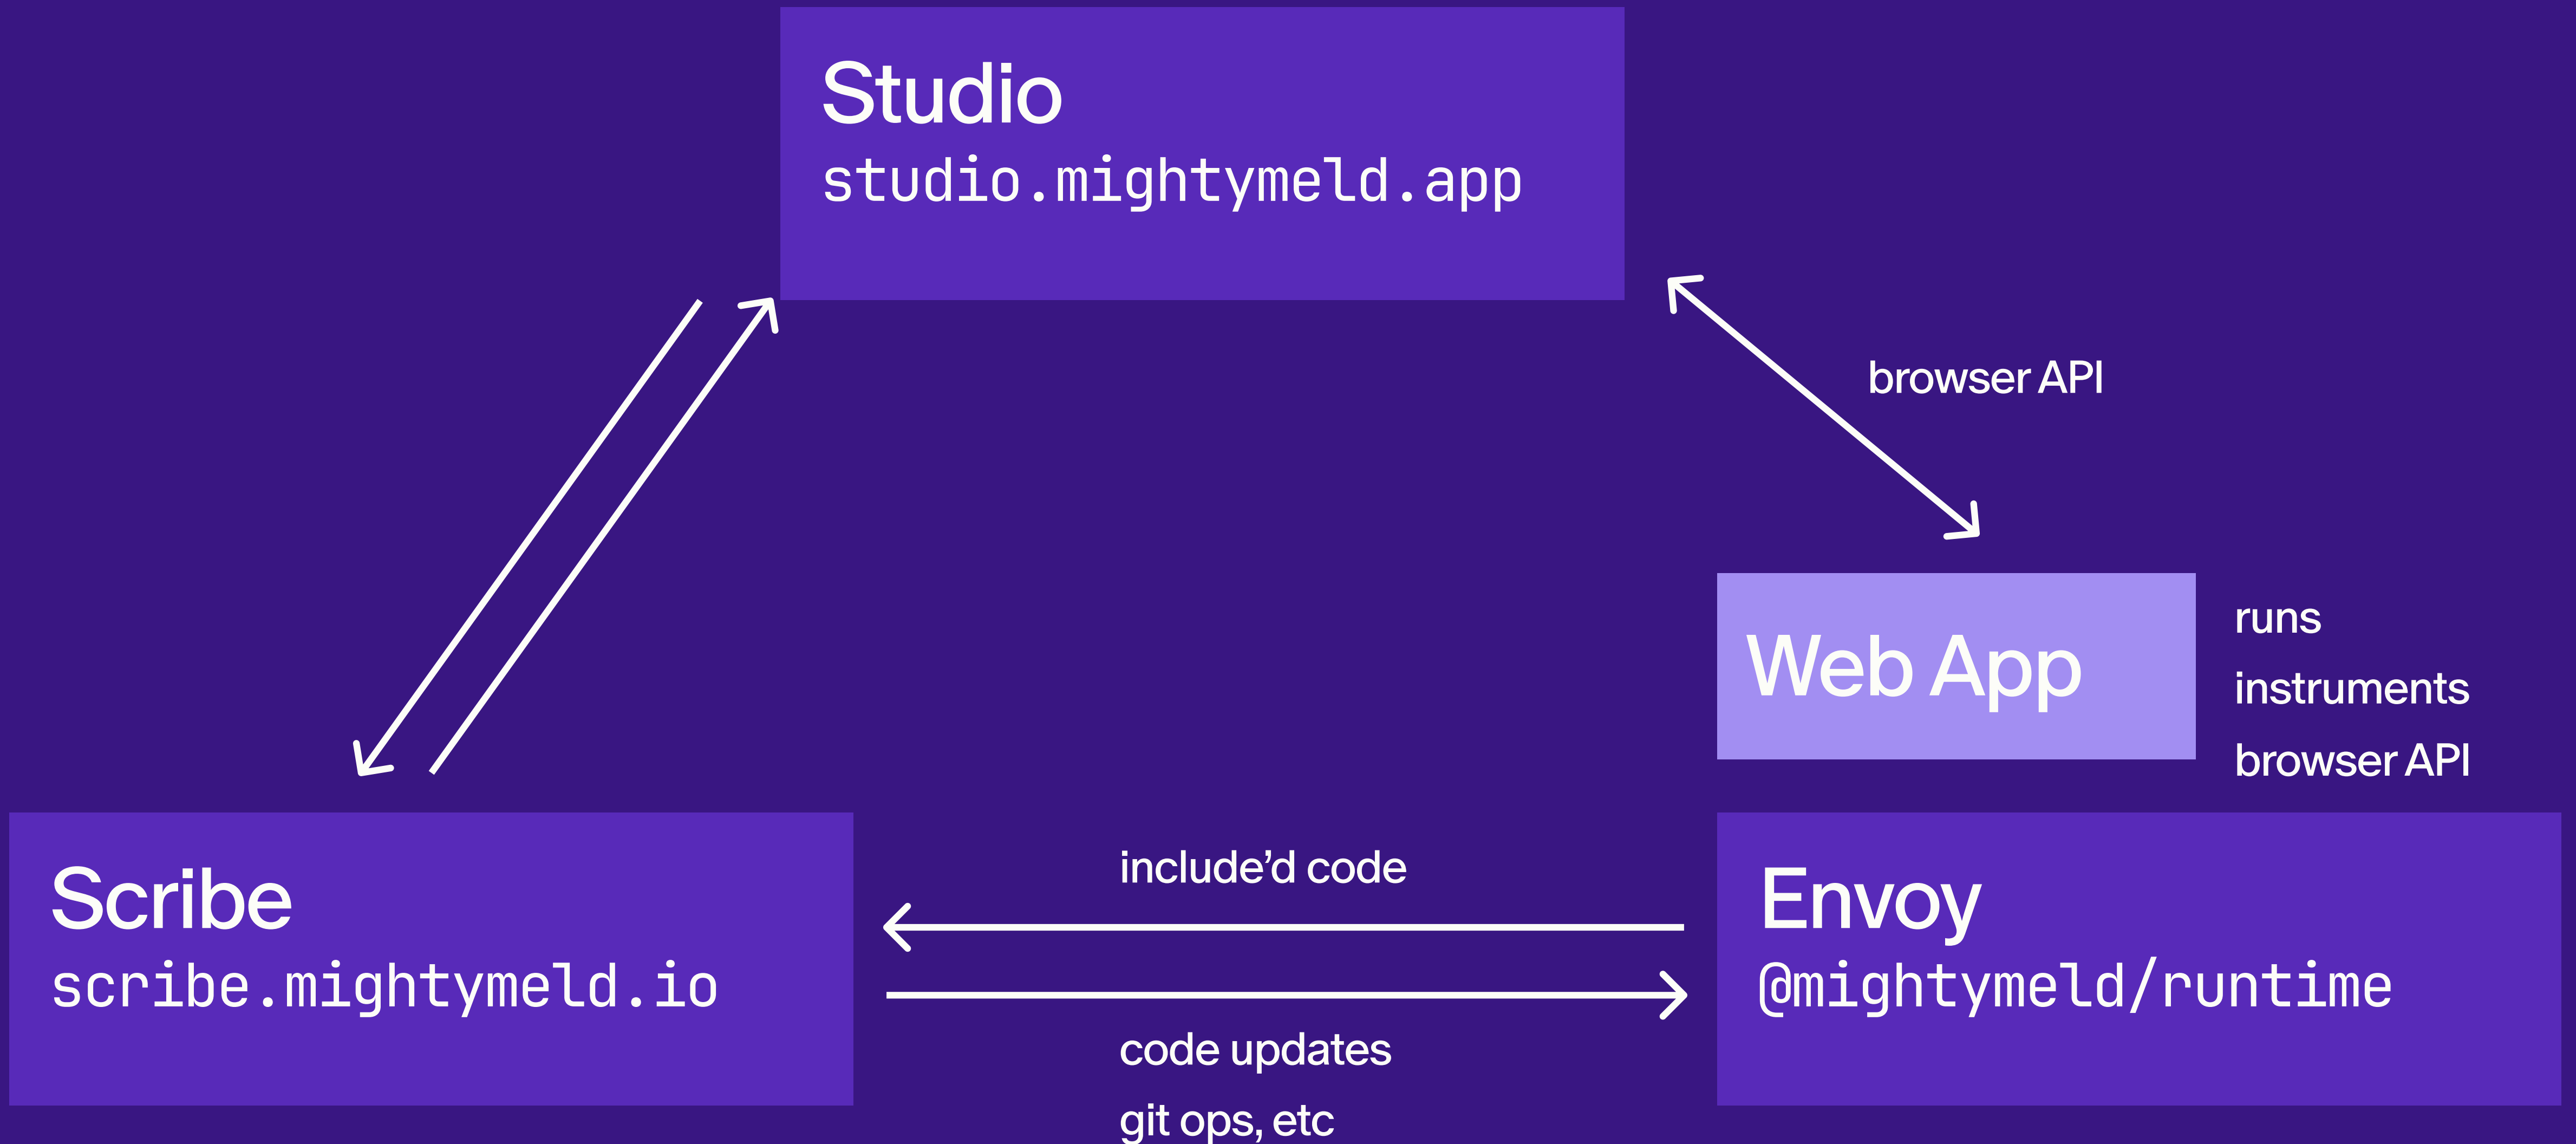 Studio
studio.mightymeld.app
browser API
Web App
runs
instruments
browser API
Scribe
scribe.mightymeld.io
include’d code
code updates
git ops, etc
Envoy
@mightymeld/runtime